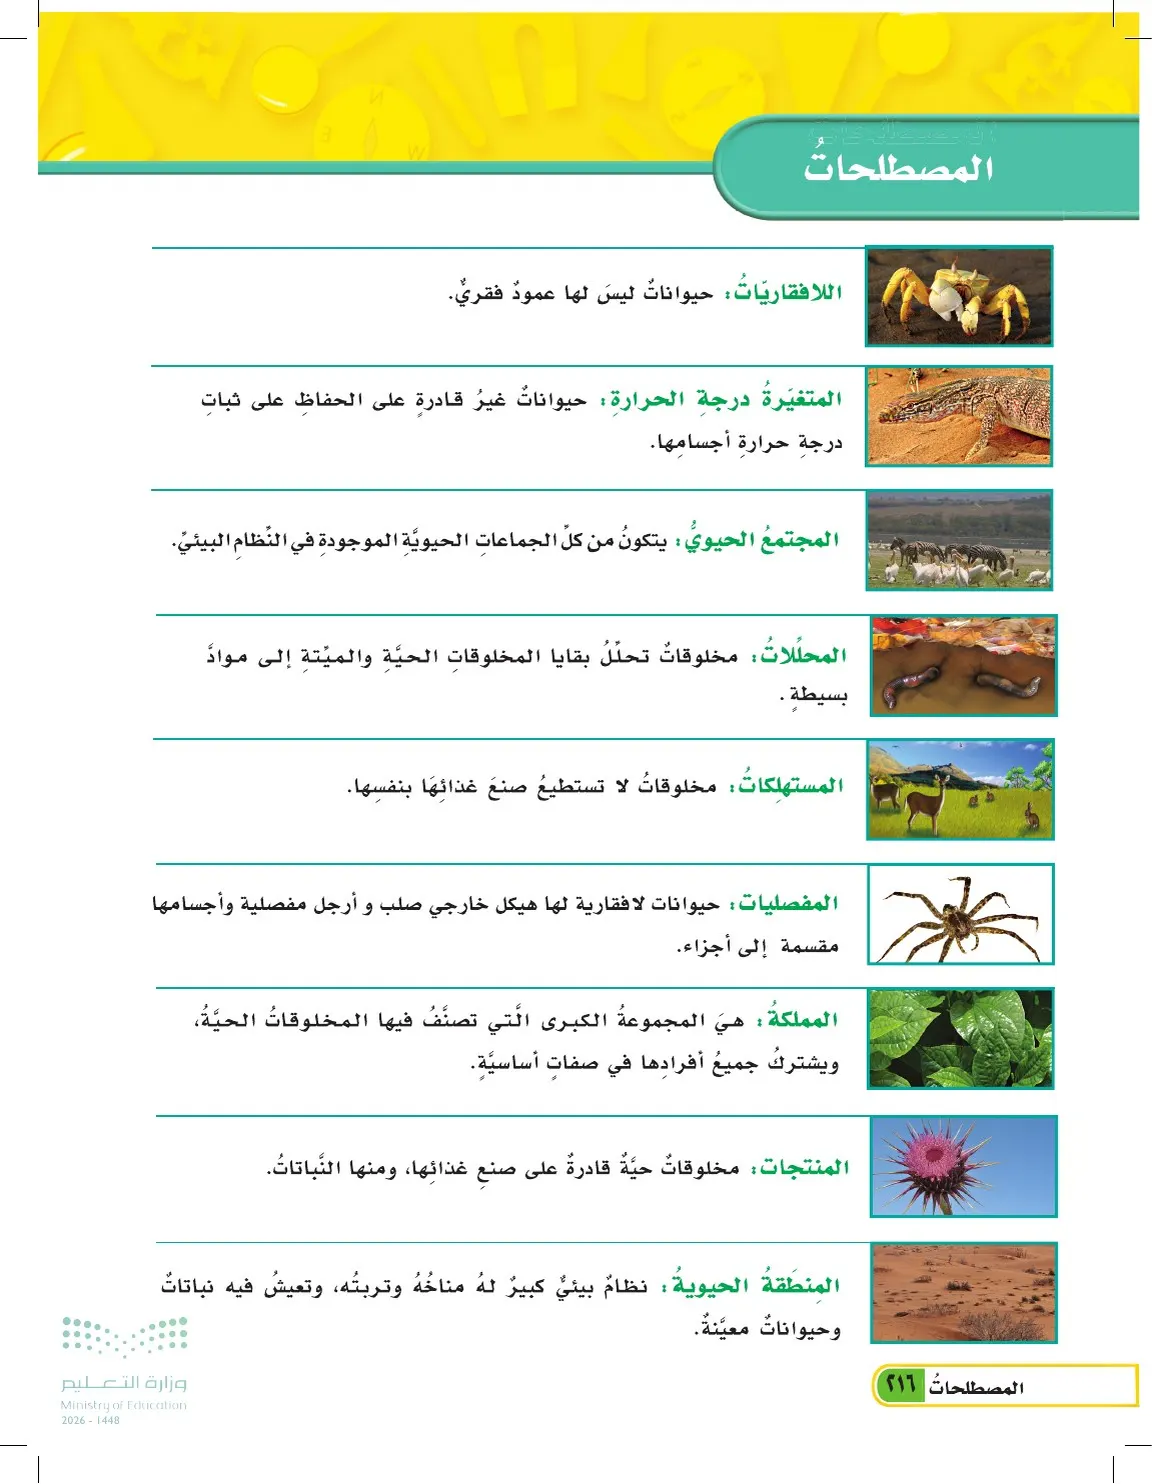 المصطلحاتُ
اللافقاريّاتُ: حيواناتٌ ليسَ لها عمودٌ فقريٌّ.
المتغيّرةُ درجةِ الحرارةِ: حيواناتٌ غيرُ قادرةٍ على الحفاظِ على ثباتِ
درجةِ حرارةِ أجسامِها.
المجتمعُ الحيويُّ: يتكونُ من كلِّ الجماعاتِ الحيويَّةِ الموجودةِ في النِّظامِ البيئيِّ.
المحلِّلاتُ: مخلوقاتٌ تحلِّلُ بقايا المخلوقاتِ الحيَّةِ والميِّتةِ إلى موادَّ
بسيطةٍ .
المستهلِكاتُ: مخلوقاتُ لا تستطيعُ صنعَ غذائِهَا بنفسِها.
المفصليات: حيوانات لافقارية لها هيكل خارجي صلب و أرجل مفصلية وأجسامها
مقسمة إلى أجزاء.
المملكةُ: هيَ المجموعةُ الكبرى الَّتي تصنَّفُ فيها المخلوقاتُ الحيَّةُ،
ويشتركُ جميعُ أفرادِها في صفاتٍ أساسيَّةٍ.
المنتجات: مخلوقاتٌ حيَّةٌ قادرةٌ على صنعِ غذائِها، ومنها النَّباتاتُ.
المِنطَقةُ الحيويةُ: نظامٌ بيئيٌّ كبيرٌ لهُ مناخُهُ وتربتُه، وتعيشُ فيه نباتاتٌ
وحيواناتٌ معيَّنةٌ.
المصطلحاتُ ٢١٦
وزارة التعليم
Ministry of Education
2026 - 1448